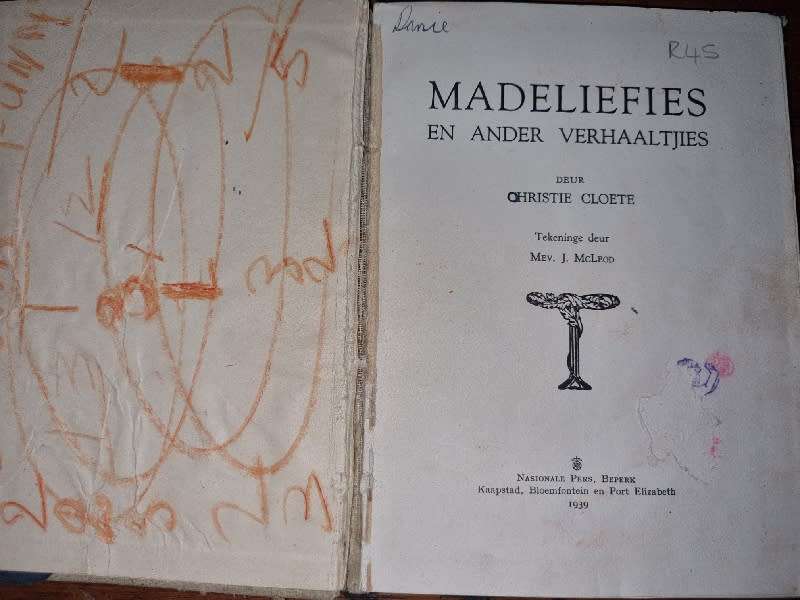 Danie
R45
MADELIEFIES
EN ANDER VERHAALTJIES
DEUR
CHRISTIE CLOETE
Tekeninge deur
MEV. J. MCLEOD
NASIONALE PERS, BEPERK
Kaapstad, Bloemfontein en Port Elizabeth
1939